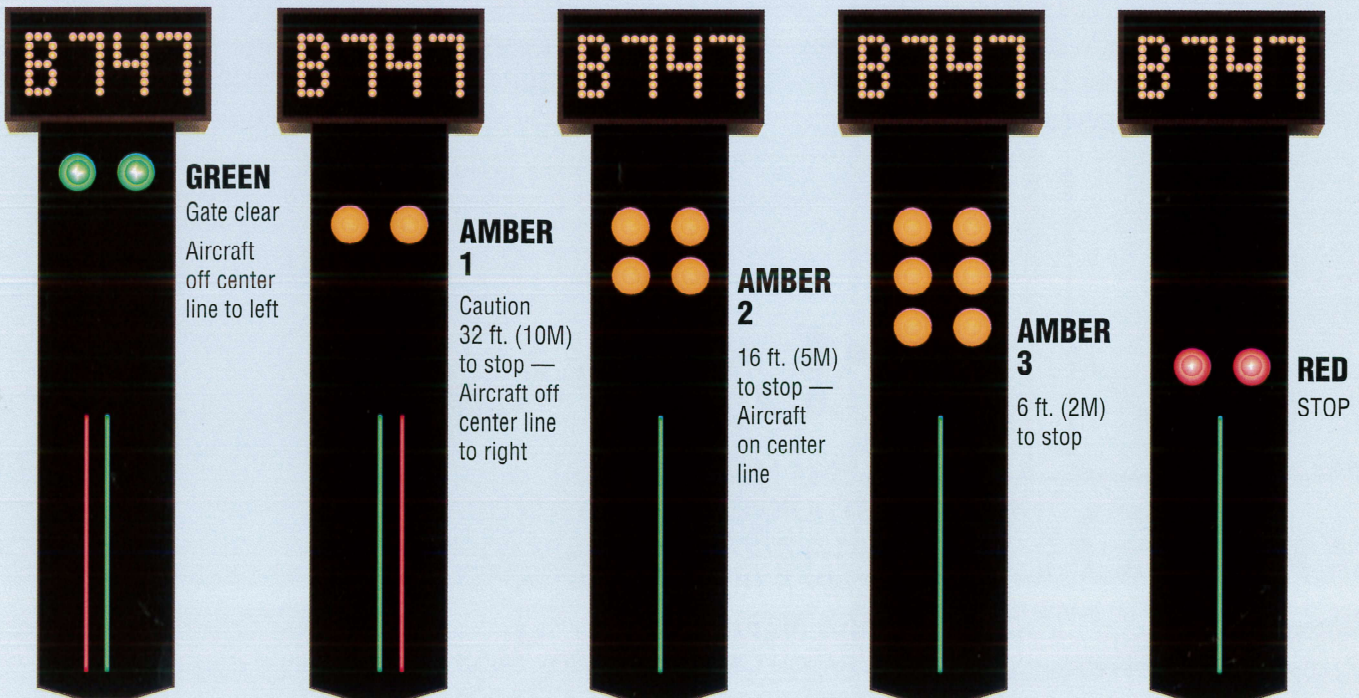 B747
GREEN
Gate clear
Aircraft
off center
line to left
B747
AMBER
1
Caution
32 ft. (10M)
to stop —
Aircraft off
center line
to right
B747
AMBER
2
16 ft. (5M)
to stop —
Aircraft
on center
line
B747
AMBER
3
6 ft. (2M)
to stop
B747
RED
STOP